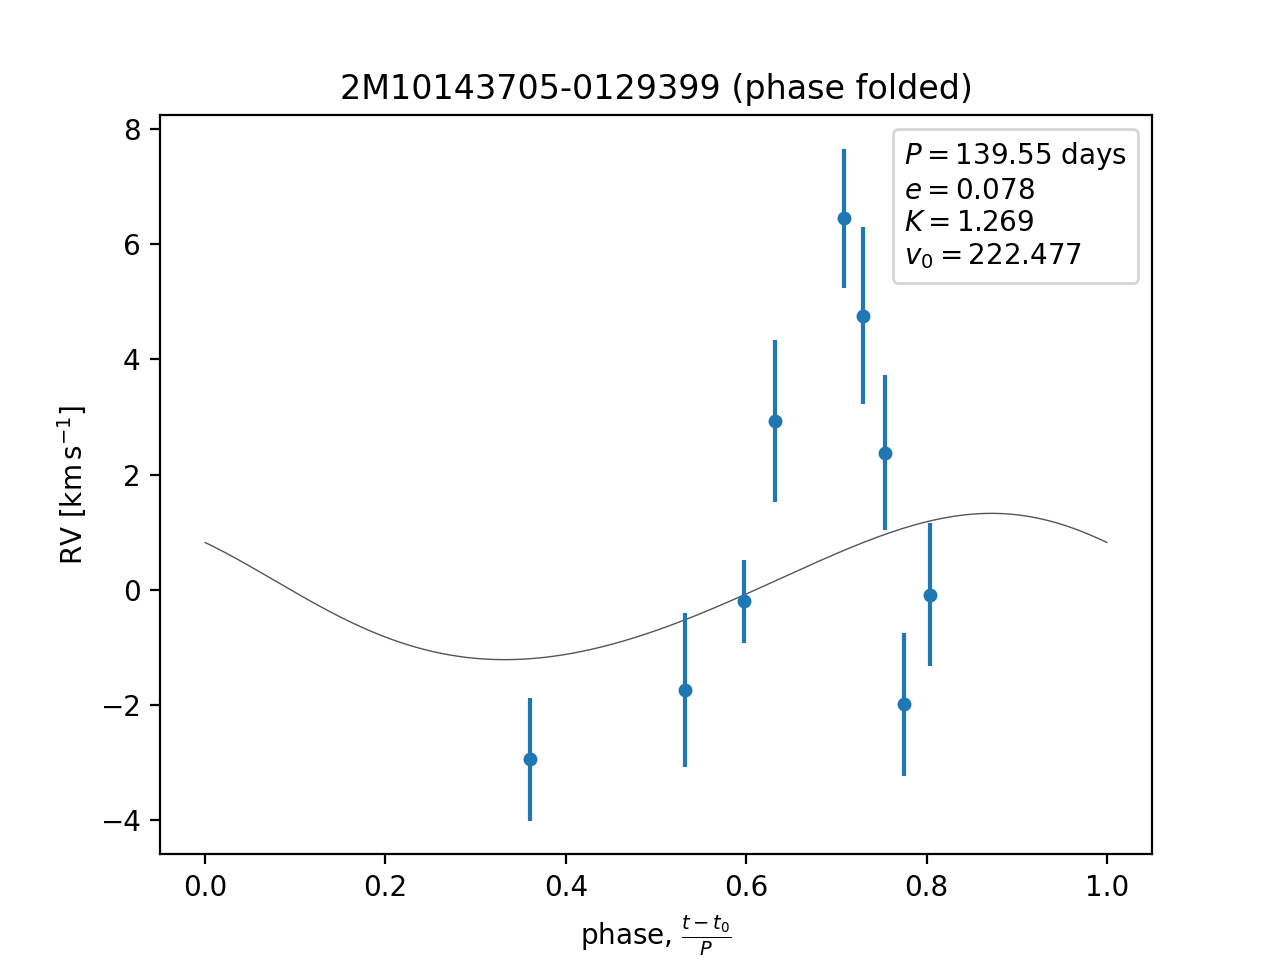 2M10143705-0129399 (phase folded)
P = 139.55 days
e = 0.078
K = 1.269
v₀ = 222.477
RV [km s⁻¹]
8
6
4
2
0
−2
−4
0.0 0.2 0.4 0.6 0.8 1.0
phase, (t − t₀)/P